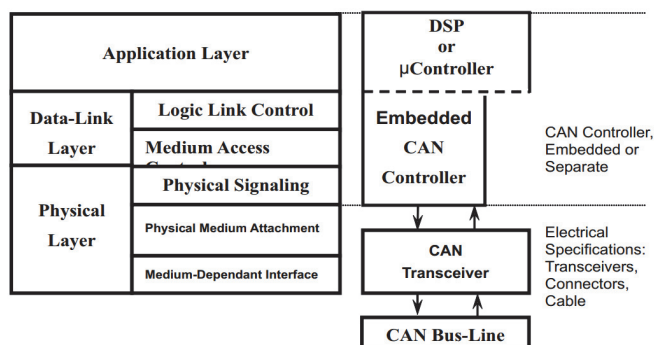 Application Layer
Data-Link
Layer
Logic Link Control
Medium Access
Physical
Layer
Physical Signaling
Physical Medium Attachment
Medium-Dependant Interface
DSP
or
μController
Embedded
CAN
Controller
CAN
Transceiver
CAN Bus-Line
CAN Controller,
Embedded or
Separate
Electrical
Specifications:
Transceivers,
Connectors,
Cable